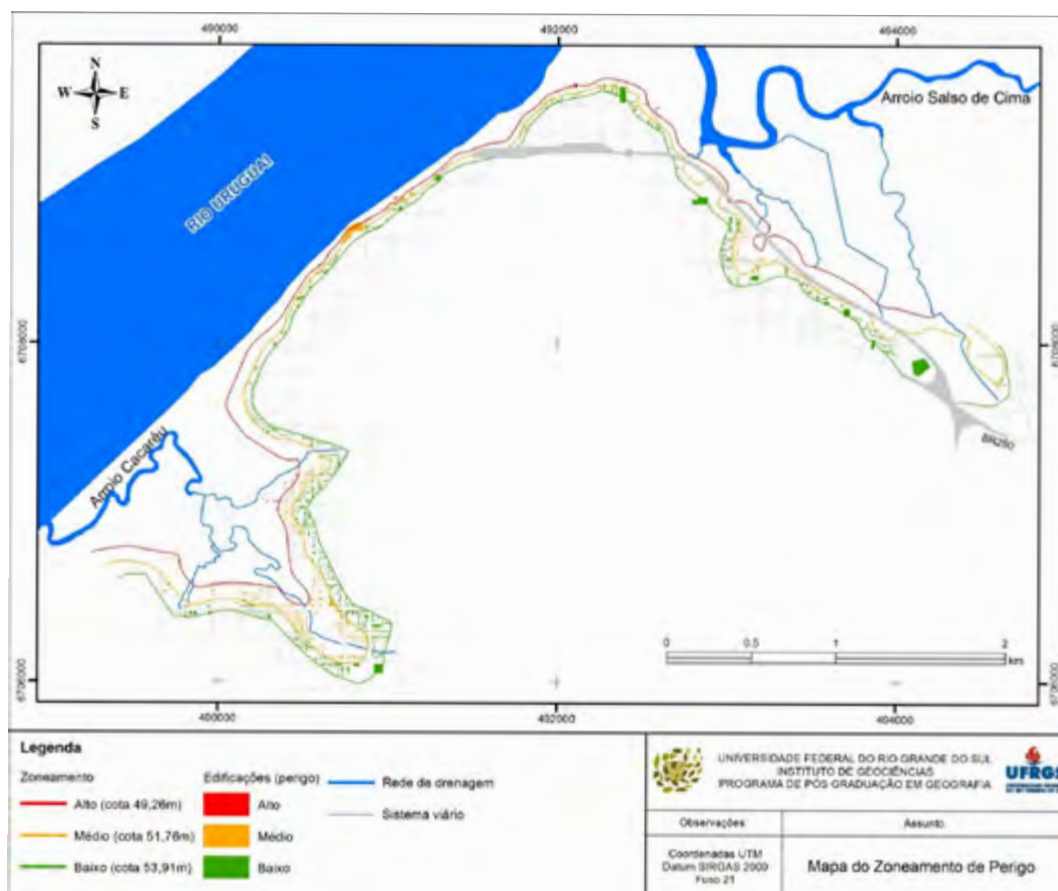 490000
492000
494000
N
W E
S
Arroio Salso de Cima
RIO URUGUAI
6708000
6708000
Arroio Cacaréu
BR290
0 0,5 1 2
km
6706000
6706000
490000
492000
494000
Legenda
Zoneamento
Alto (cota 49,26m)
Médio (cota 51,76m)
Baixo (cota 53,91m)
Edificações (perigo)
Alto
Médio
Baixo
Rede de drenagem
Sistema viário
UNIVERSIDADE FEDERAL DO RIO GRANDE DO SUL
INSTITUTO DE GEOCIÊNCIAS
PROGRAMA DE PÓS GRADUAÇÃO EM GEOGRAFIA
UFRGS
Observações
Assunto
Coordenadas UTM
Datum SIRGAS 2000
Fuso 21
Mapa do Zoneamento de Perigo